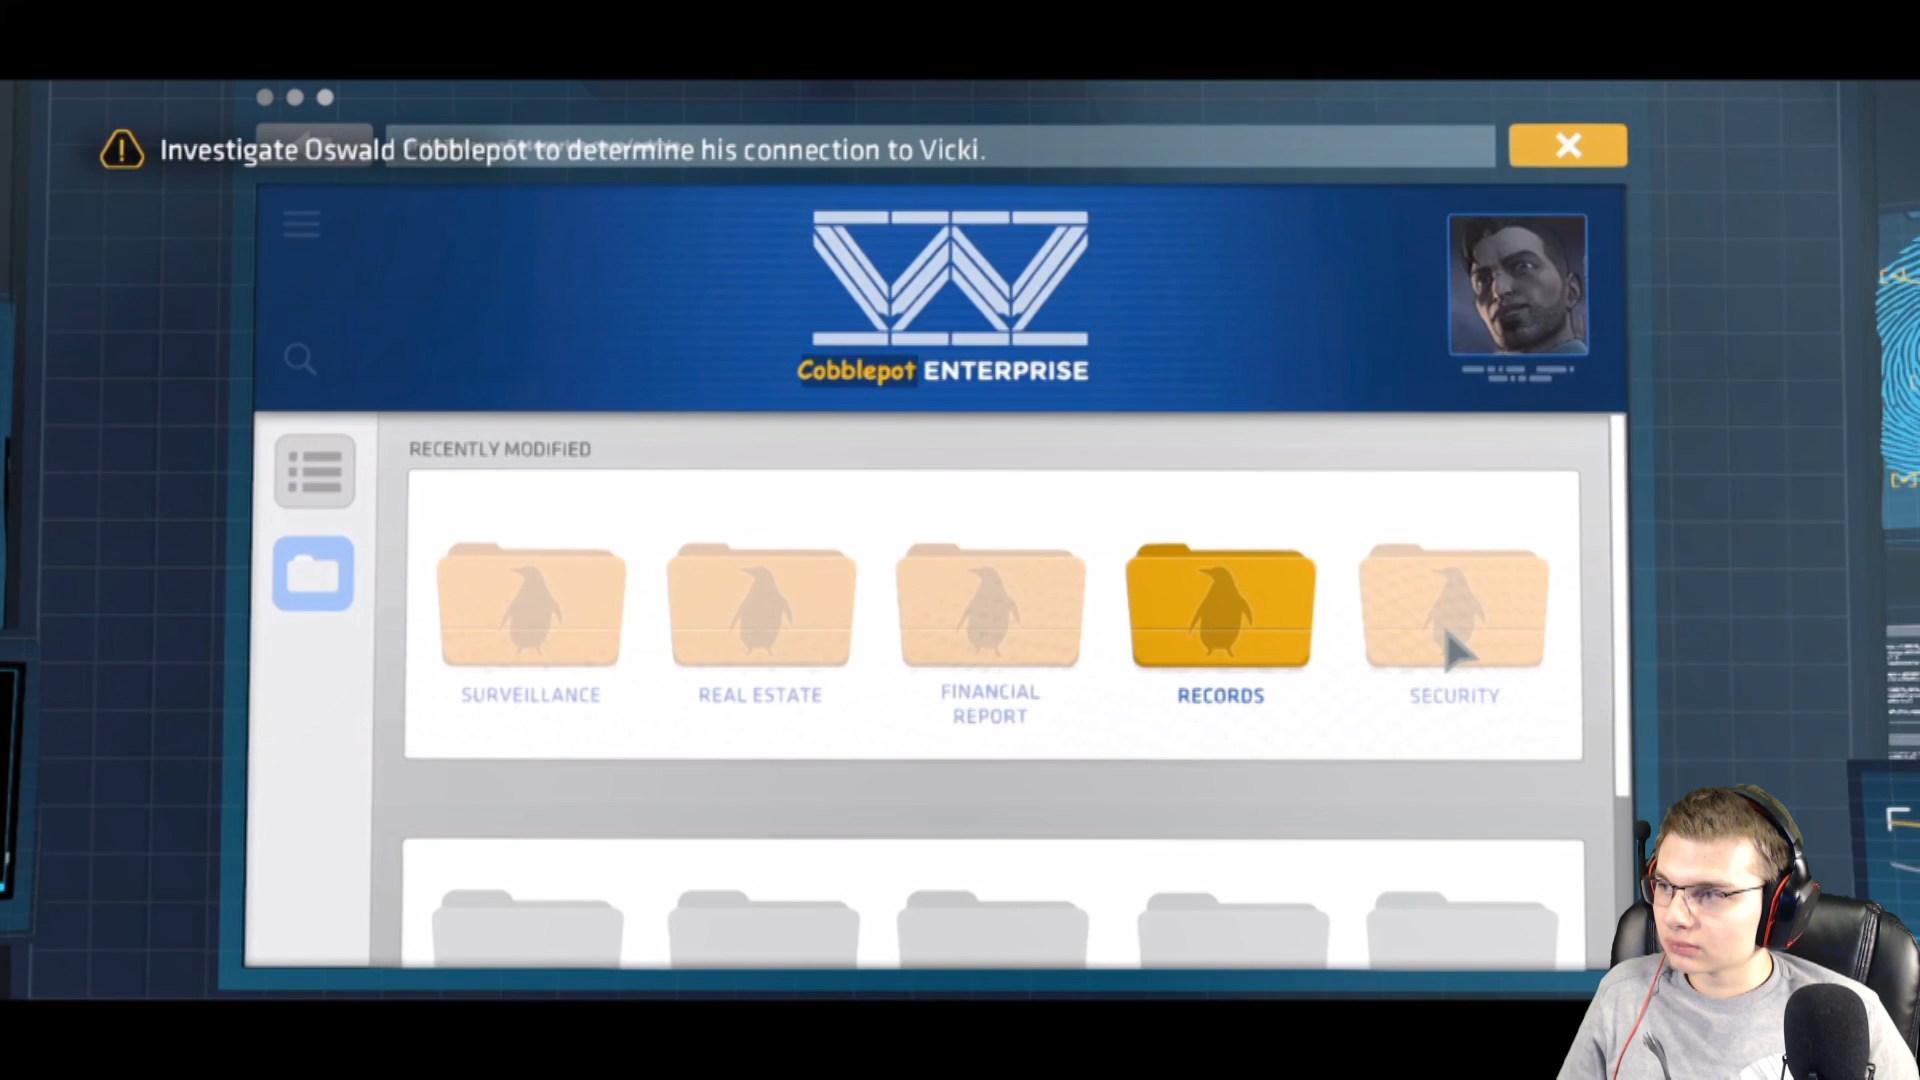 Investigate Oswald Cobblepot to determine his connection to Vicki.
Cobblepot ENTERPRISE
RECENTLY MODIFIED
SURVEILLANCE
REAL ESTATE
FINANCIAL
REPORT
RECORDS
SECURITY